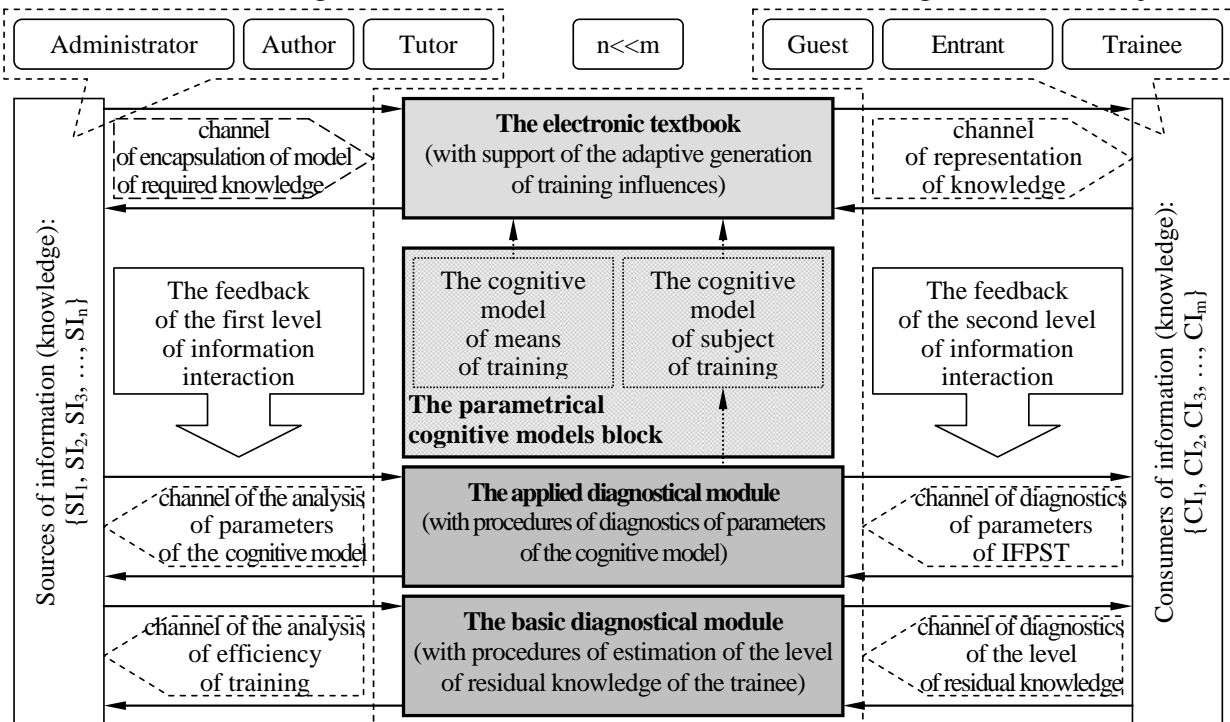 Administrator
Author
Tutor
n<<m
Guest
Entrant
Trainee
Sources of information (knowledge):
{SI₁, SI₂, SI₃, …, SIₙ}
channel
of encapsulation of model
of required knowledge
The electronic textbook
(with support of the adaptive generation
of training influences)
channel
of representation
of knowledge
Consumers of information (knowledge):
{CI₁, CI₂, CI₃, …, CIₘ}
The feedback
of the first level
of information
interaction
The cognitive
model
of means
of training
The cognitive
model
of subject
of training
The parametrical
cognitive models block
The feedback
of the second level
of information
interaction
channel of the analysis
of parameters
of the cognitive model
The applied diagnostical module
(with procedures of diagnostics of parameters
of the cognitive model)
channel of diagnostics
of parameters
of IFPST
channel of the analysis
of efficiency
of training
The basic diagnostical module
(with procedures of estimation of the level
of residual knowledge of the trainee)
channel of diagnostics
of the level
of residual knowledge